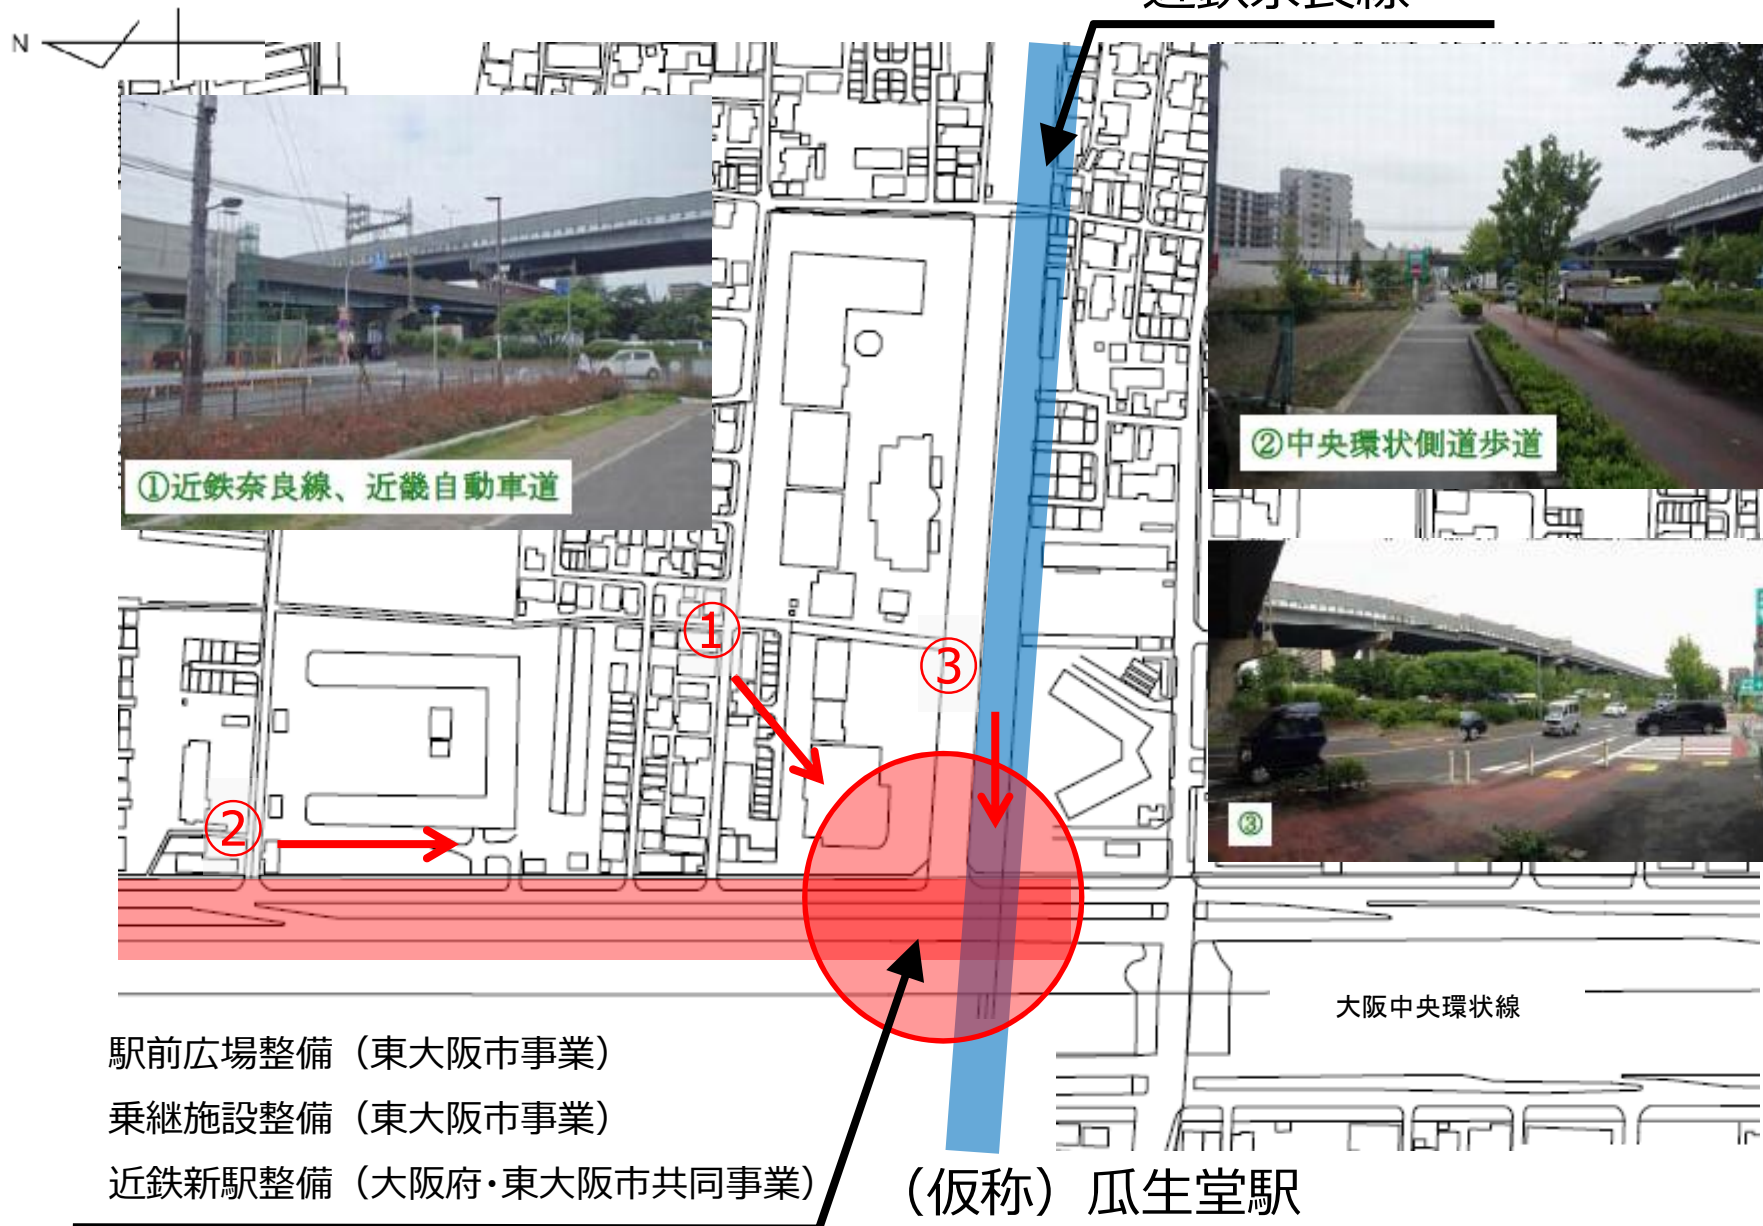 近鉄奈良線
N
①近鉄奈良線、近畿自動車道
②中央環状側道歩道
③
①
③
②
大阪中央環状線
駅前広場整備（東大阪市事業）
乗継施設整備（東大阪市事業）
近鉄新駅整備（大阪府・東大阪市共同事業）
（仮称）瓜生堂駅